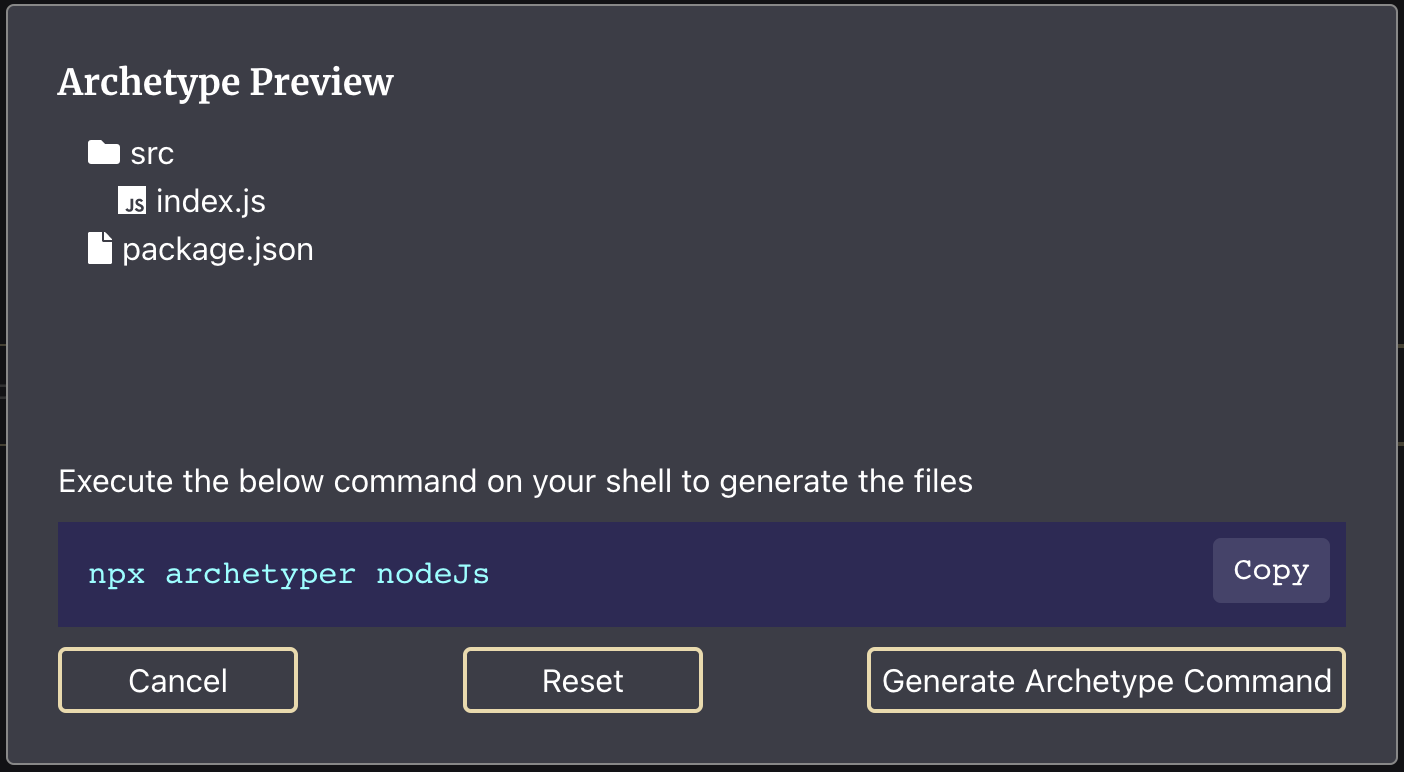 Archetype Preview
src
JS index.js
package.json
Execute the below command on your shell to generate the files
npx archetyper nodeJs
Copy
Cancel Reset Generate Archetype Command